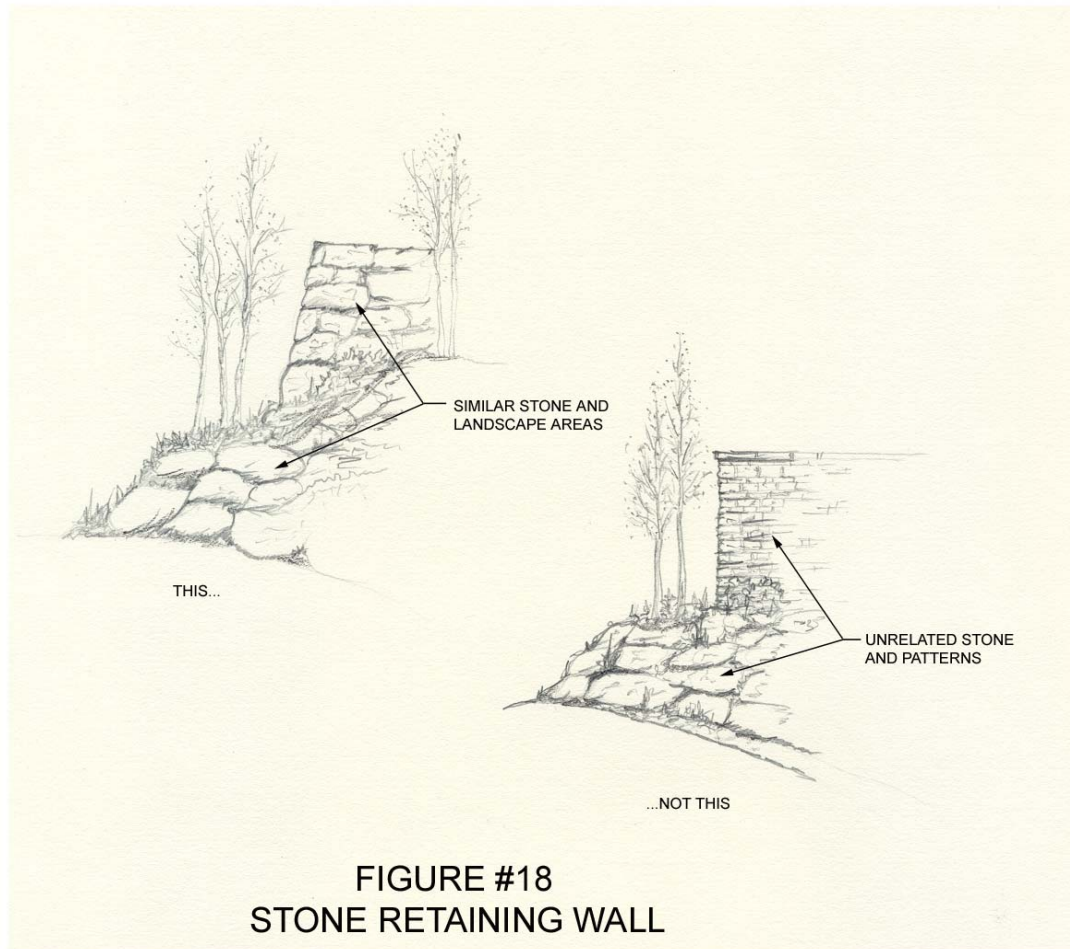 SIMILAR STONE AND
LANDSCAPE AREAS
THIS...
UNRELATED STONE
AND PATTERNS
...NOT THIS
FIGURE #18
STONE RETAINING WALL